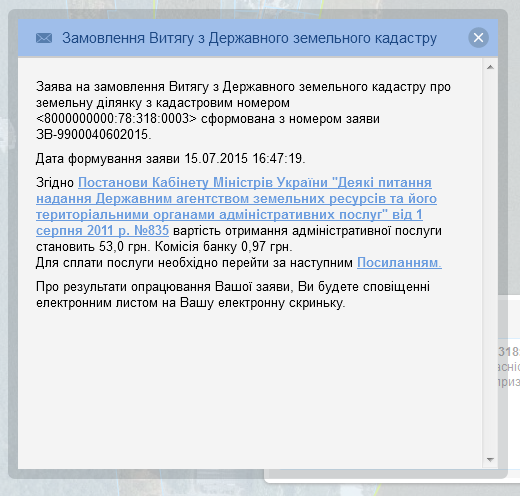 Замовлення Витягу з Державного земельного кадастру
Заява на замовлення Витягу з Державного земельного кадастру про
земельну ділянку з кадастровим номером
<8000000000:78:318:0003> сформована з номером заяви
ЗВ-9900040602015.
Дата формування заяви 15.07.2015 16:47:19.
Згідно Постанови Кабінету Міністрів України "Деякі питання
надання Державним агентством земельних ресурсів та його
територіальними органами адміністративних послуг" від 1
серпня 2011 р. №835 вартість отримання адміністративної послуги
становить 53,0 грн. Комісія банку 0,97 грн.
Для сплати послуги необхідно перейти за наступним Посиланням.
Про результати опрацювання Вашої заяви, Ви будете сповіщенні
електронним листом на Вашу електронну скриньку.